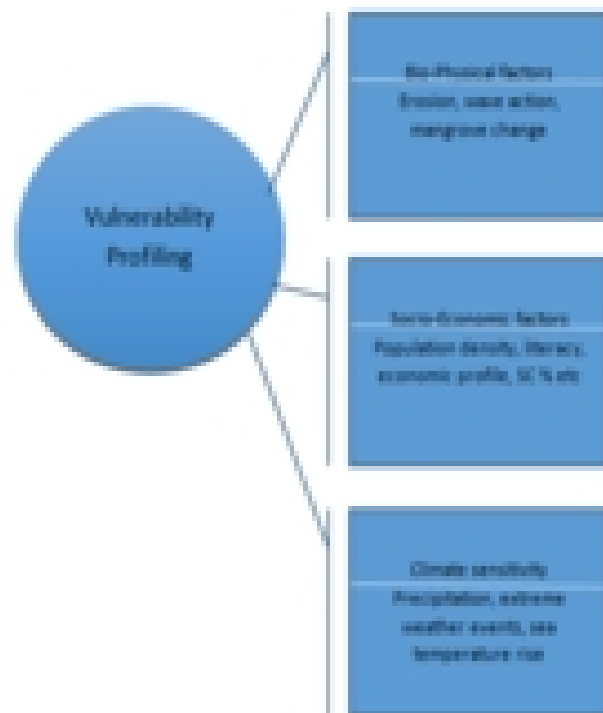 Vulnerability
Profiling
Bio-Physical factors
Erosion, wave action,
mangrove change
Socio-Economic factors
Population density, literacy,
economic profile, SC % etc
Climate sensitivity
Precipitation, extreme
weather events, sea
temperature rise